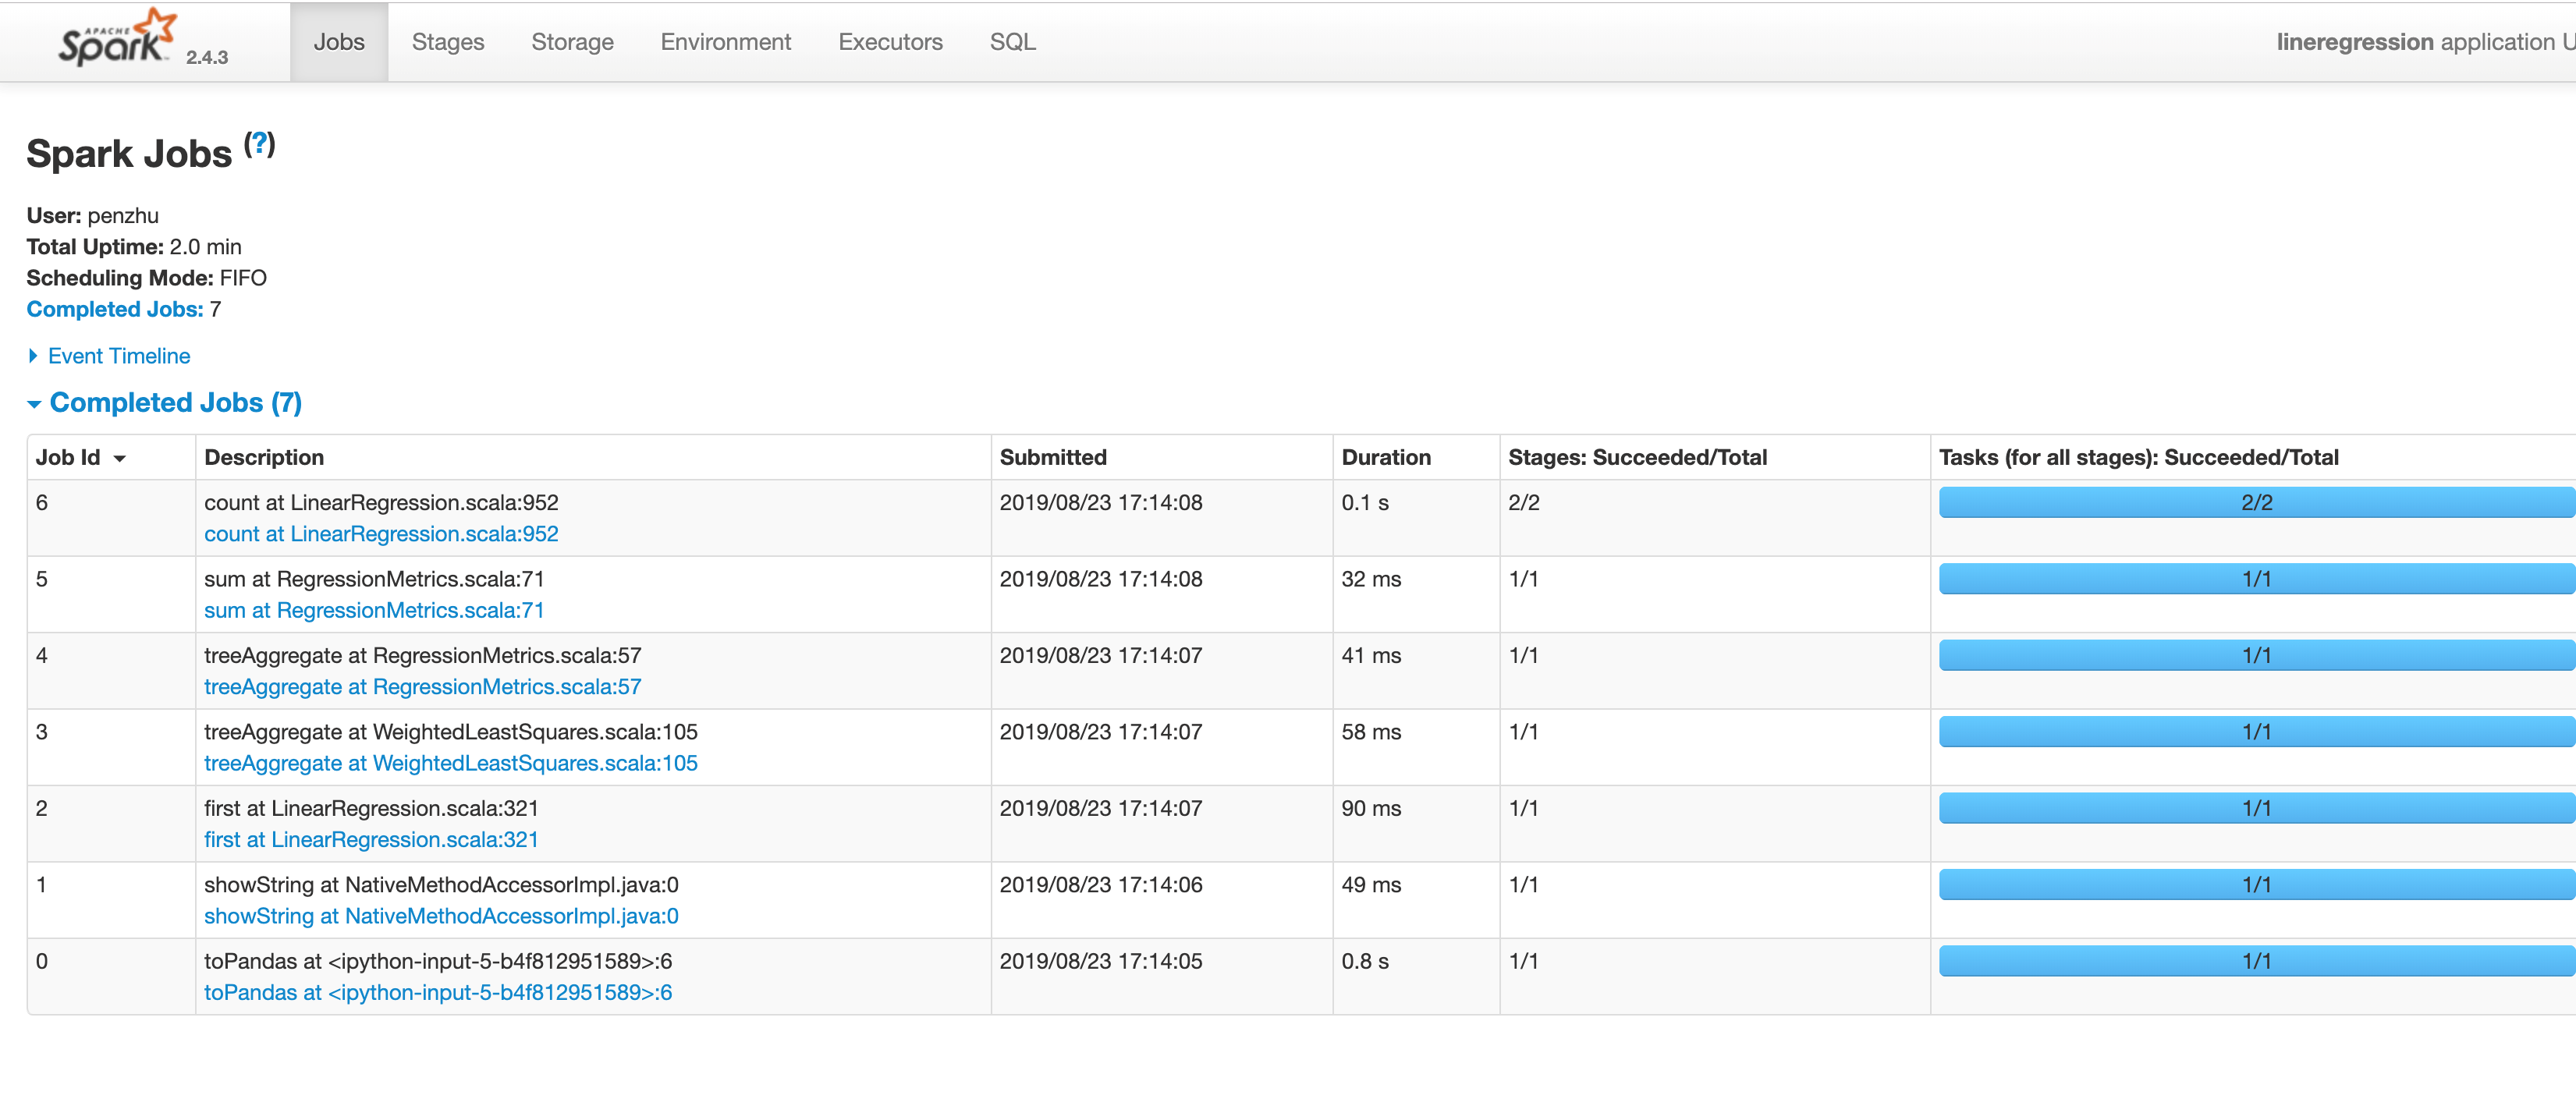 APACHE
Spark 2.4.3 Jobs Stages Storage Environment Executors SQL lineregression application U
Spark Jobs (?)
User: penzhu
Total Uptime: 2.0 min
Scheduling Mode: FIFO
Completed Jobs: 7
Event Timeline
Completed Jobs (7)
Job Id Description Submitted Duration Stages: Succeeded/Total Tasks (for all stages): Succeeded/Total
6 count at LinearRegression.scala:952 2019/08/23 17:14:08 0.1 s 2/2 2/2
count at LinearRegression.scala:952
5 sum at RegressionMetrics.scala:71 2019/08/23 17:14:08 32 ms 1/1 1/1
sum at RegressionMetrics.scala:71
4 treeAggregate at RegressionMetrics.scala:57 2019/08/23 17:14:07 41 ms 1/1 1/1
treeAggregate at RegressionMetrics.scala:57
3 treeAggregate at WeightedLeastSquares.scala:105 2019/08/23 17:14:07 58 ms 1/1 1/1
treeAggregate at WeightedLeastSquares.scala:105
2 first at LinearRegression.scala:321 2019/08/23 17:14:07 90 ms 1/1 1/1
first at LinearRegression.scala:321
1 showString at NativeMethodAccessorImpl.java:0 2019/08/23 17:14:06 49 ms 1/1 1/1
showString at NativeMethodAccessorImpl.java:0
0 toPandas at <ipython-input-5-b4f812951589>:6 2019/08/23 17:14:05 0.8 s 1/1 1/1
toPandas at <ipython-input-5-b4f812951589>:6